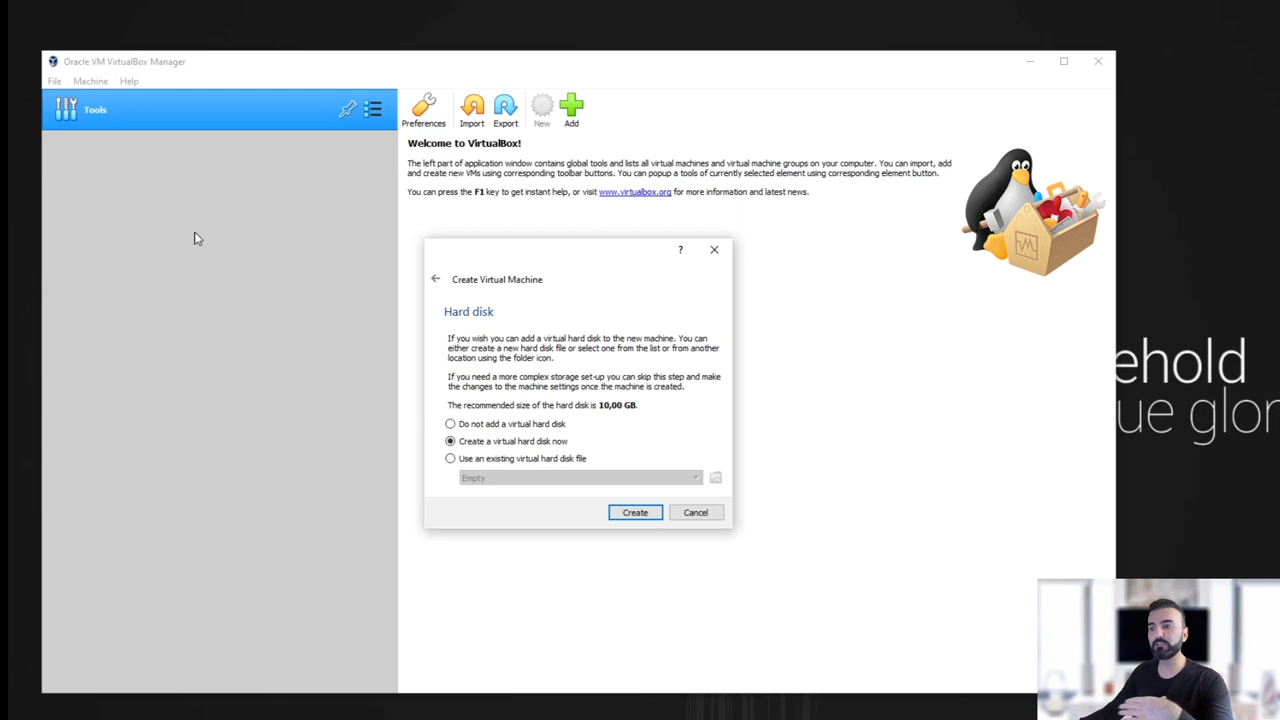 Oracle VM VirtualBox Manager
File Machine Help
Tools
Preferences Import Export New Add
Welcome to VirtualBox!
The left part of application window contains global tools and lists all virtual machines and virtual machine groups on your computer. You can import, add
and create new VMs using corresponding toolbar buttons. You can popup a tools of currently selected element using corresponding element button.
You can press the F1 key to get instant help, or visit www.virtualbox.org for more information and latest news.
?
Create Virtual Machine
Hard disk
If you wish you can add a virtual hard disk to the new machine. You can
either create a new hard disk file or select one from the list or from another
location using the folder icon.
If you need a more complex storage set-up you can skip this step and make
the changes to the machine settings once the machine is created.
The recommended size of the hard disk is 10,00 GB.
Do not add a virtual hard disk
Create a virtual hard disk now
Use an existing virtual hard disk file
Empty
Create Cancel
ehold
ue glor